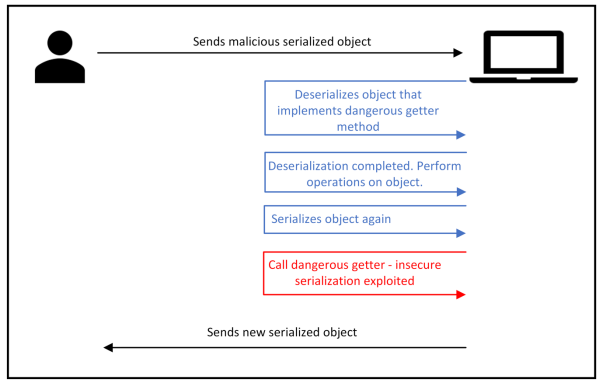 Sends malicious serialized object
Deserializes object that
implements dangerous getter
method
Deserialization completed. Perform
operations on object.
Serializes object again
Call dangerous getter - insecure
serialization exploited
Sends new serialized object